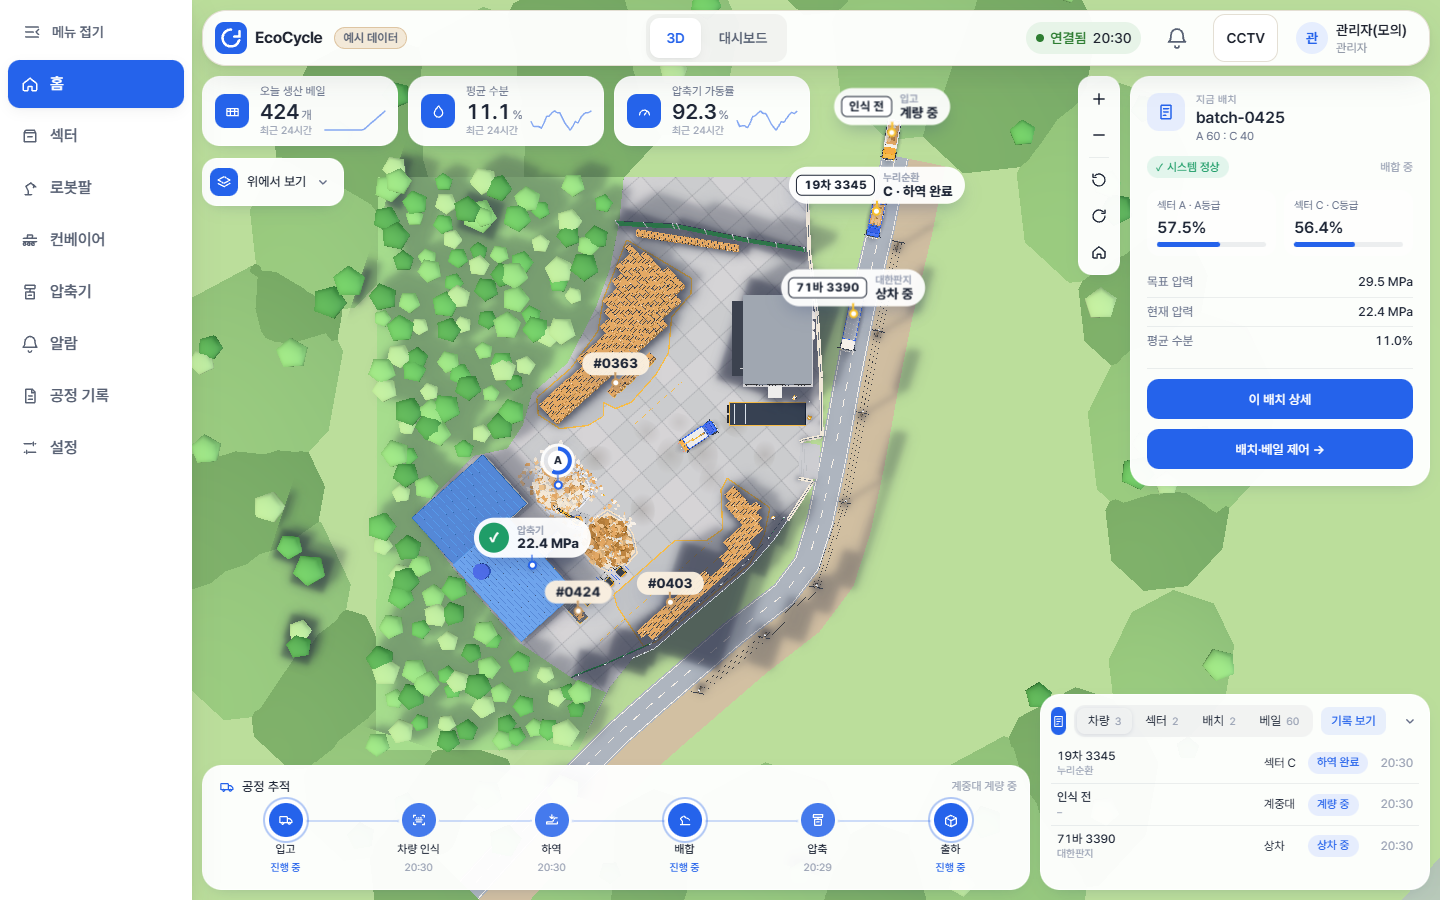 메뉴 접기
홈
섹터
로봇팔
컨베이어
압축기
알람
공정 기록
설정
EcoCycle
예시 데이터
3D
대시보드
연결됨 20:30
CCTV
관
관리자(모의)
관리자
오늘 생산 베일
424개
최근 24시간
평균 수분
11.1%
최근 24시간
압축기 가동률
92.3%
최근 24시간
위에서 보기
인식 전
입고
계량 중
19차 3345
누리순환
C · 하역 완료
71바 3390
대한판지
상차 중
#0363
A
압축기
22.4 MPa
#0424
#0403
지금 배치
batch-0425
A 60 : C 40
✓ 시스템 정상
배합 중
섹터 A · A등급
57.5%
섹터 C · C등급
56.4%
목표 압력
29.5 MPa
현재 압력
22.4 MPa
평균 수분
11.0%
이 배치 상세
배치·베일 제어 →
공정 추적
계중대 계량 중
입고
진행 중
차량 인식
20:30
하역
20:30
배합
진행 중
압축
20:29
출하
진행 중
차량 3
섹터 2
배치 2
베일 60
기록 보기
19차 3345
누리순환
섹터 C
하역 완료
20:30
인식 전
–
계중대
계량 중
20:30
71바 3390
대한판지
상차
상차 중
20:30